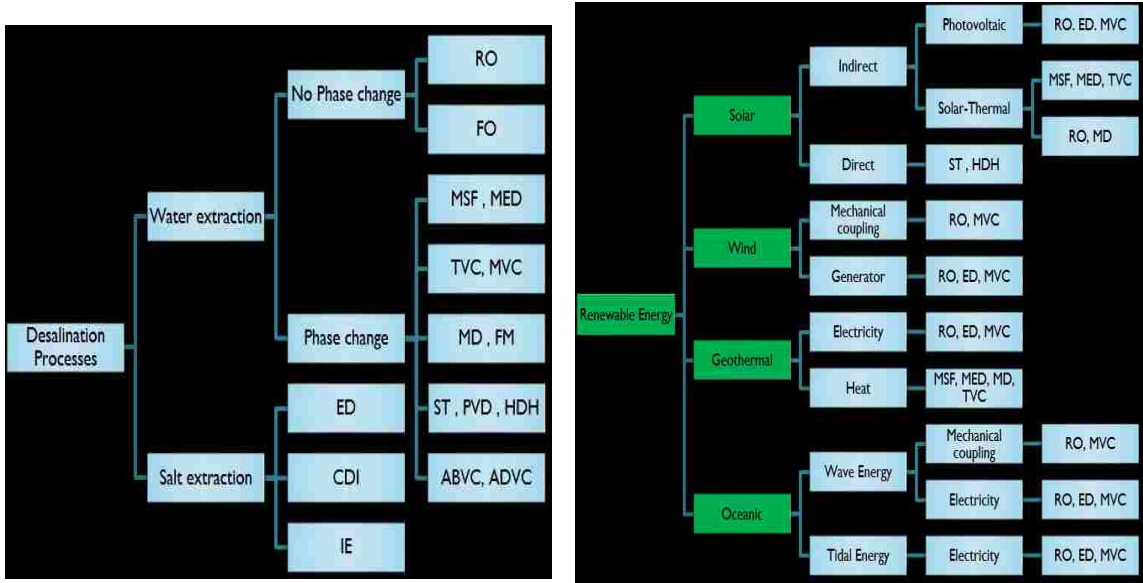 Desalination
Processes
Water extraction
No Phase change
RO
FO
Phase change
MSF , MED
TVC, MVC
MD , FM
ST , PVD , HDH
ABVC, ADVC
Salt extraction
ED
CDI
IE
Renewable Energy
Solar
Indirect
Photovoltaic
RO. ED. MVC
Solar-Thermal
MSF, MED, TVC
RO, MD
Direct
ST , HDH
Wind
Mechanical
coupling
RO, MVC
Generator
RO, ED, MVC
Geothermal
Electricity
RO, ED, MVC
Heat
MSF, MED, MD,
TVC
Oceanic
Wave Energy
Mechanical
coupling
RO, MVC
Electricity
RO, ED, MVC
Tidal Energy
Electricity
RO, ED, MVC